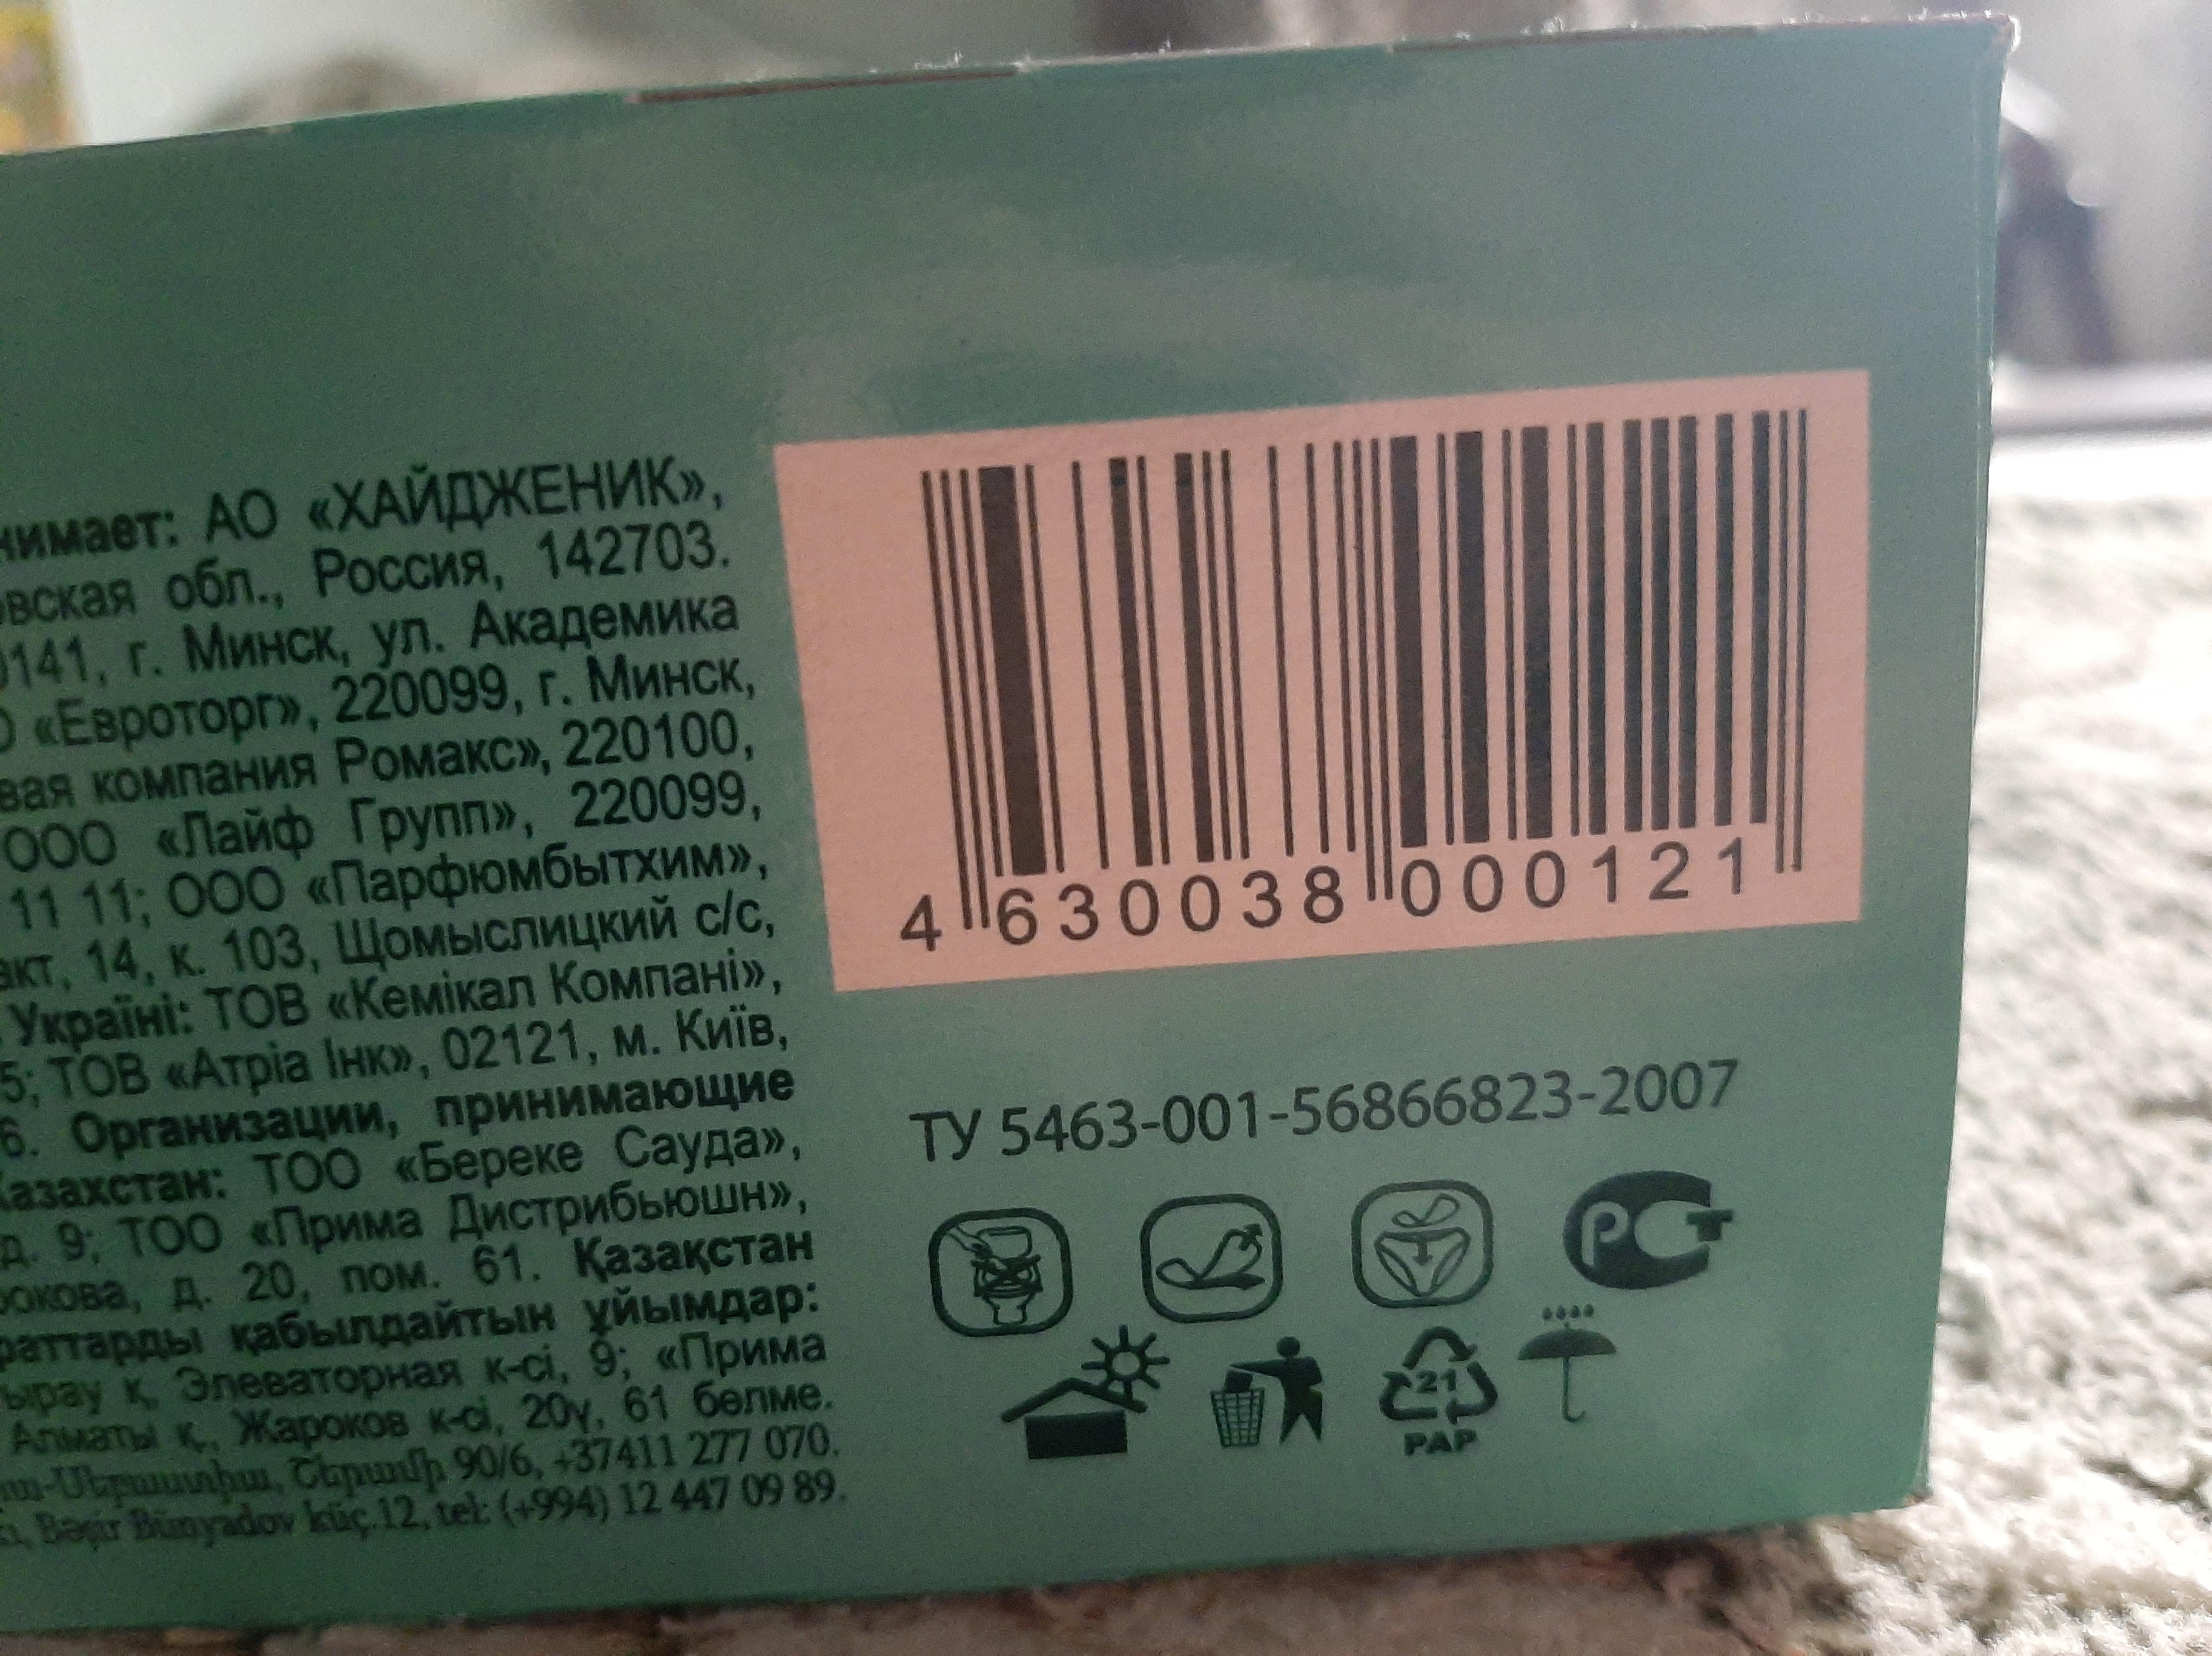 нимает: АО «ХАЙДЖЕНИК»,
вская обл., Россия, 142703.
0141, г. Минск, ул. Академика
О «Евроторг», 220099, г. Минск,
вая компания Ромакс», 220100,
ООО «Лайф Групп», 220099,
11 11; ООО «Парфюмбытхим»,
акт, 14, к. 103, Щомыслицкий с/с,
Україні: ТОВ «Кемікал Компані»,
5; ТОВ «Атріа Інк», 02121, м. Київ,
6. Организации, принимающие
Казахстан: ТОО «Береке Сауда»,
д. 9; ТОО «Прима Дистрибьюшн»,
окова, д. 20, пом. 61. Қазақстан
раттарды қабылдайтын ұйымдар:
тырау қ, Элеваторная к-сі, 9; «Прима
Алматы қ., Жароков к-сі, 20ү, 61 бөлме.
90/6, +37411 277 070.
Bəşir Bünyadov küç.12, tel: (+994) 12 447 09 89.
4 630038 000121
ТУ 5463-001-56866823-2007
РСТ
21
PAP